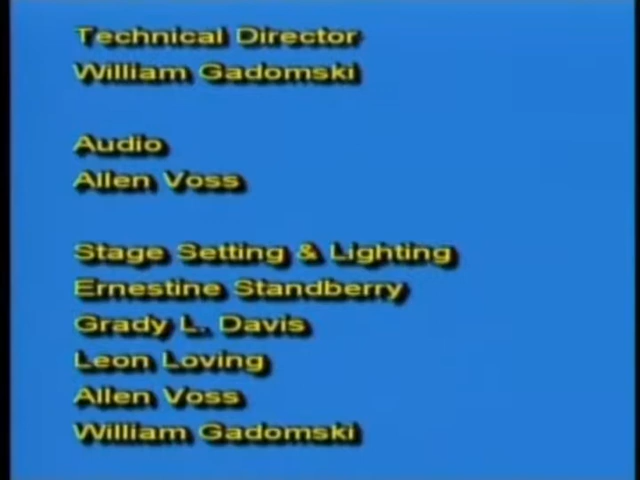 Technical Director
William Gadomski
Audio
Allen Voss
Stage Setting & Lighting
Ernestine Standberry
Grady L. Davis
Leon Loving
Allen Voss
William Gadomski